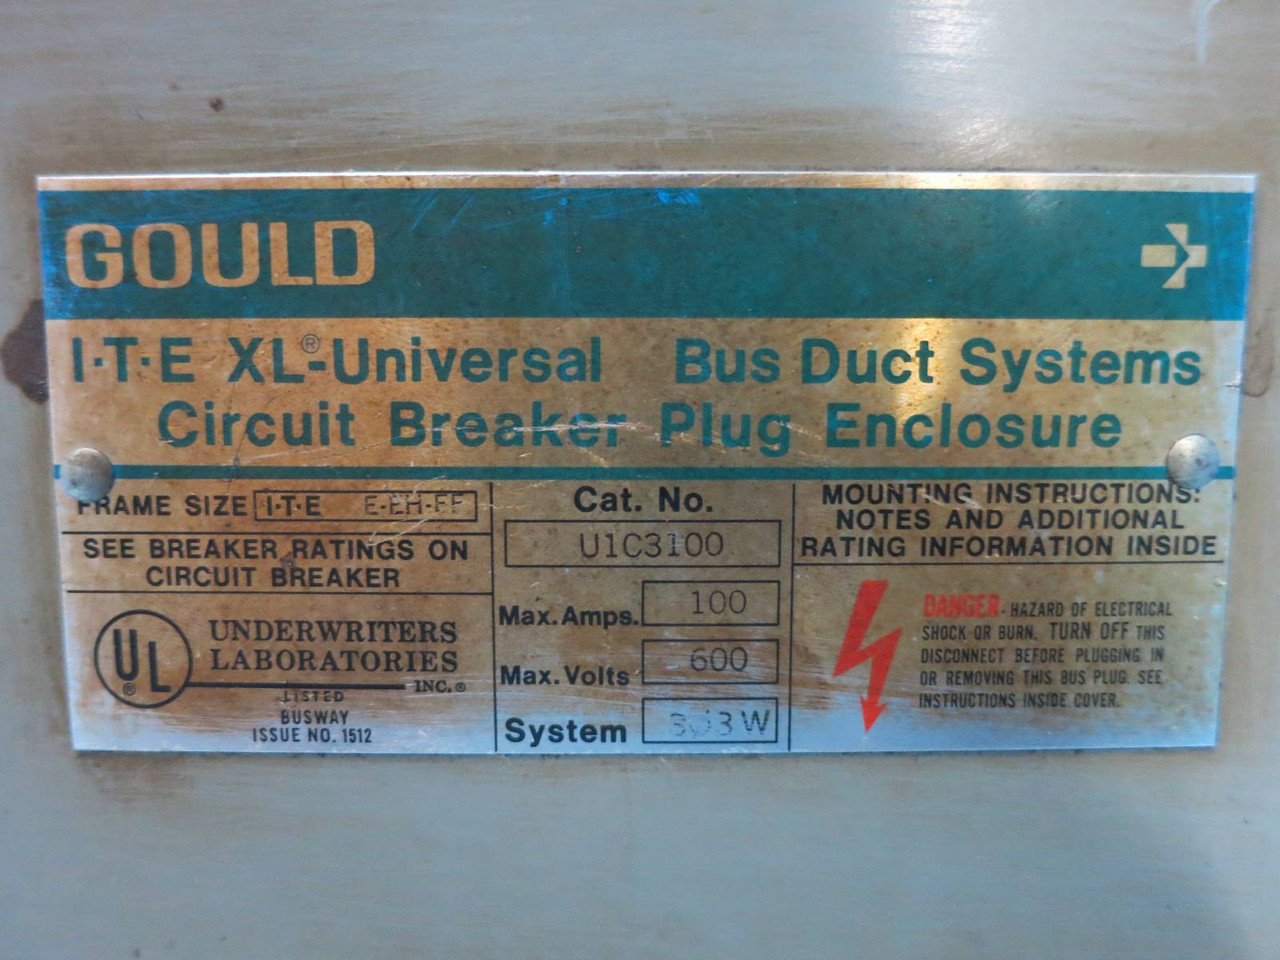 GOULD
I·T·E XL®-Universal Bus Duct Systems
Circuit Breaker Plug Enclosure
FRAME SIZE I·T·E E-EH-FF
SEE BREAKER RATINGS ON
CIRCUIT BREAKER
UL®
UNDERWRITERS
LABORATORIES
INC.®
LISTED
BUSWAY
ISSUE NO. 1512
Cat. No.
U1C3100
Max. Amps. 100
Max. Volts 600
System 3Ø3W
MOUNTING INSTRUCTIONS:
NOTES AND ADDITIONAL
RATING INFORMATION INSIDE
DANGER - HAZARD OF ELECTRICAL
SHOCK OR BURN. TURN OFF THIS
DISCONNECT BEFORE PLUGGING IN
OR REMOVING THIS BUS PLUG. SEE
INSTRUCTIONS INSIDE COVER.